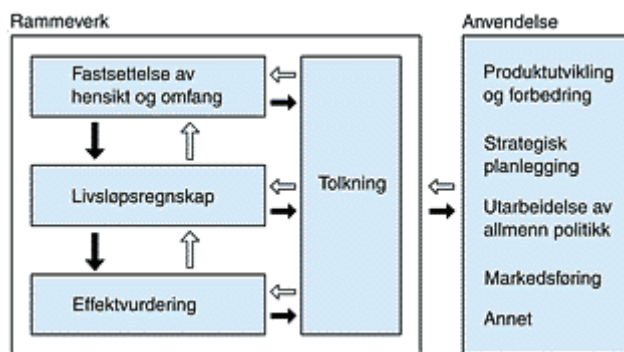 Rammeverk
Fastsettelse av
hensikt og omfang
Livsløpsregnskap
Effektvurdering
Tolkning
Anvendelse
Produktutvikling
og forbedring
Strategisk
planlegging
Utarbeidelse av
allmenn politikk
Markedsføring
Annet